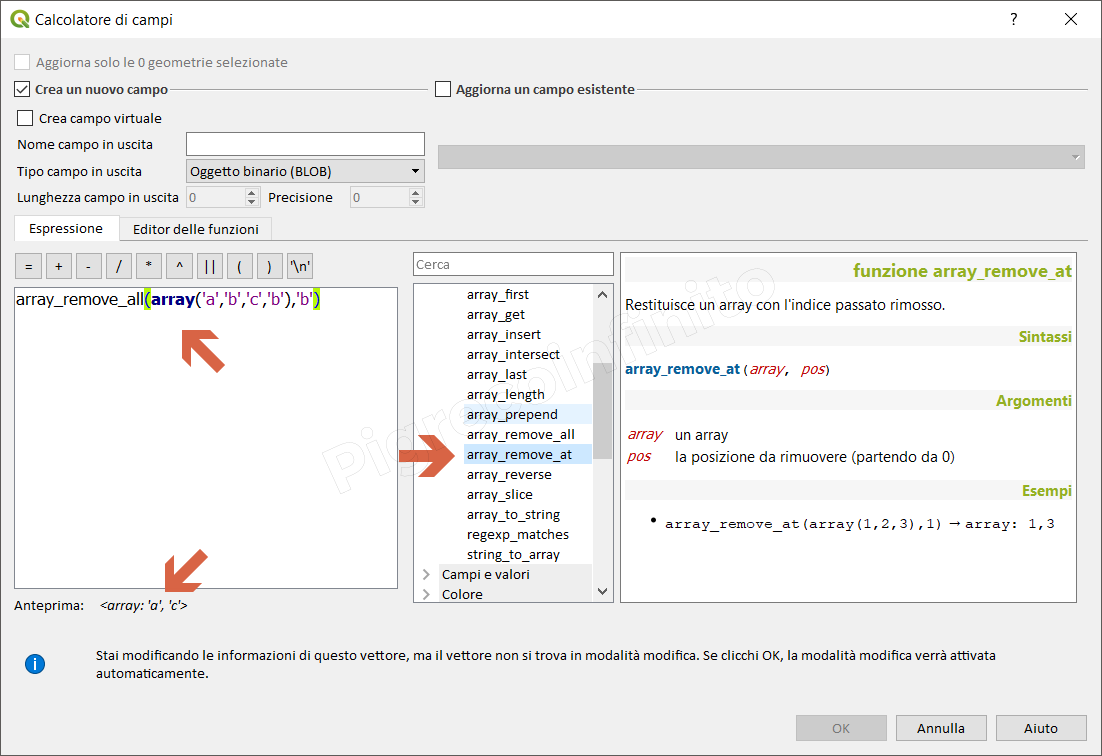 Calcolatore di campi
?
Aggiorna solo le 0 geometrie selezionate
Crea un nuovo campo
Aggiorna un campo esistente
Crea campo virtuale
Nome campo in uscita
Tipo campo in uscita
Oggetto binario (BLOB)
Lunghezza campo in uscita 0 Precisione 0
Espressione Editor delle funzioni
= + - / * ^ || ( ) '\n'
array_remove_all(array('a','b','c','b'),'b')
Anteprima: <array: 'a', 'c'>
Cerca
array_first
array_get
array_insert
array_intersect
array_last
array_length
array_prepend
array_remove_all
array_remove_at
array_reverse
array_slice
array_to_string
regexp_matches
string_to_array
Campi e valori
Colore
funzione array_remove_at
Restituisce un array con l'indice passato rimosso.
Sintassi
array_remove_at(array, pos)
Argomenti
array un array
pos la posizione da rimuovere (partendo da 0)
Esempi
• array_remove_at(array(1,2,3),1) → array: 1,3
Pigrecoinfinito
Stai modificando le informazioni di questo vettore, ma il vettore non si trova in modalità modifica. Se clicchi OK, la modalità modifica verrà attivata
automaticamente.
OK Annulla Aiuto